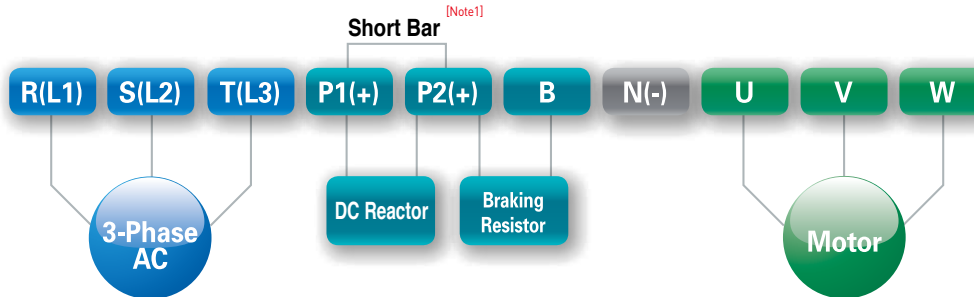 [Note1]
Short Bar
R(L1) S(L2) T(L3) P1(+) P2(+) B N(-) U V W
DC Reactor
Braking
Resistor
3-Phase
AC
Motor